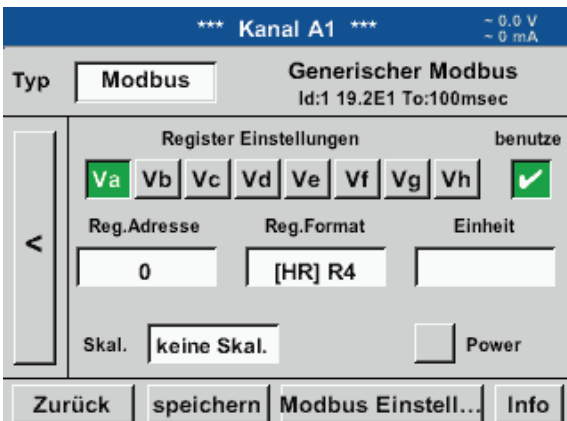 *** Kanal A1 ***
~ 0.0 V
~ 0 mA
Typ Modbus Generischer Modbus
Id:1 19.2E1 To:100msec
Register Einstellungen benutze
Va Vb Vc Vd Ve Vf Vg Vh ✔
<
Reg.Adresse Reg.Format Einheit
0 [HR] R4
Skal. keine Skal. Power
Zurück speichern Modbus Einstell... Info